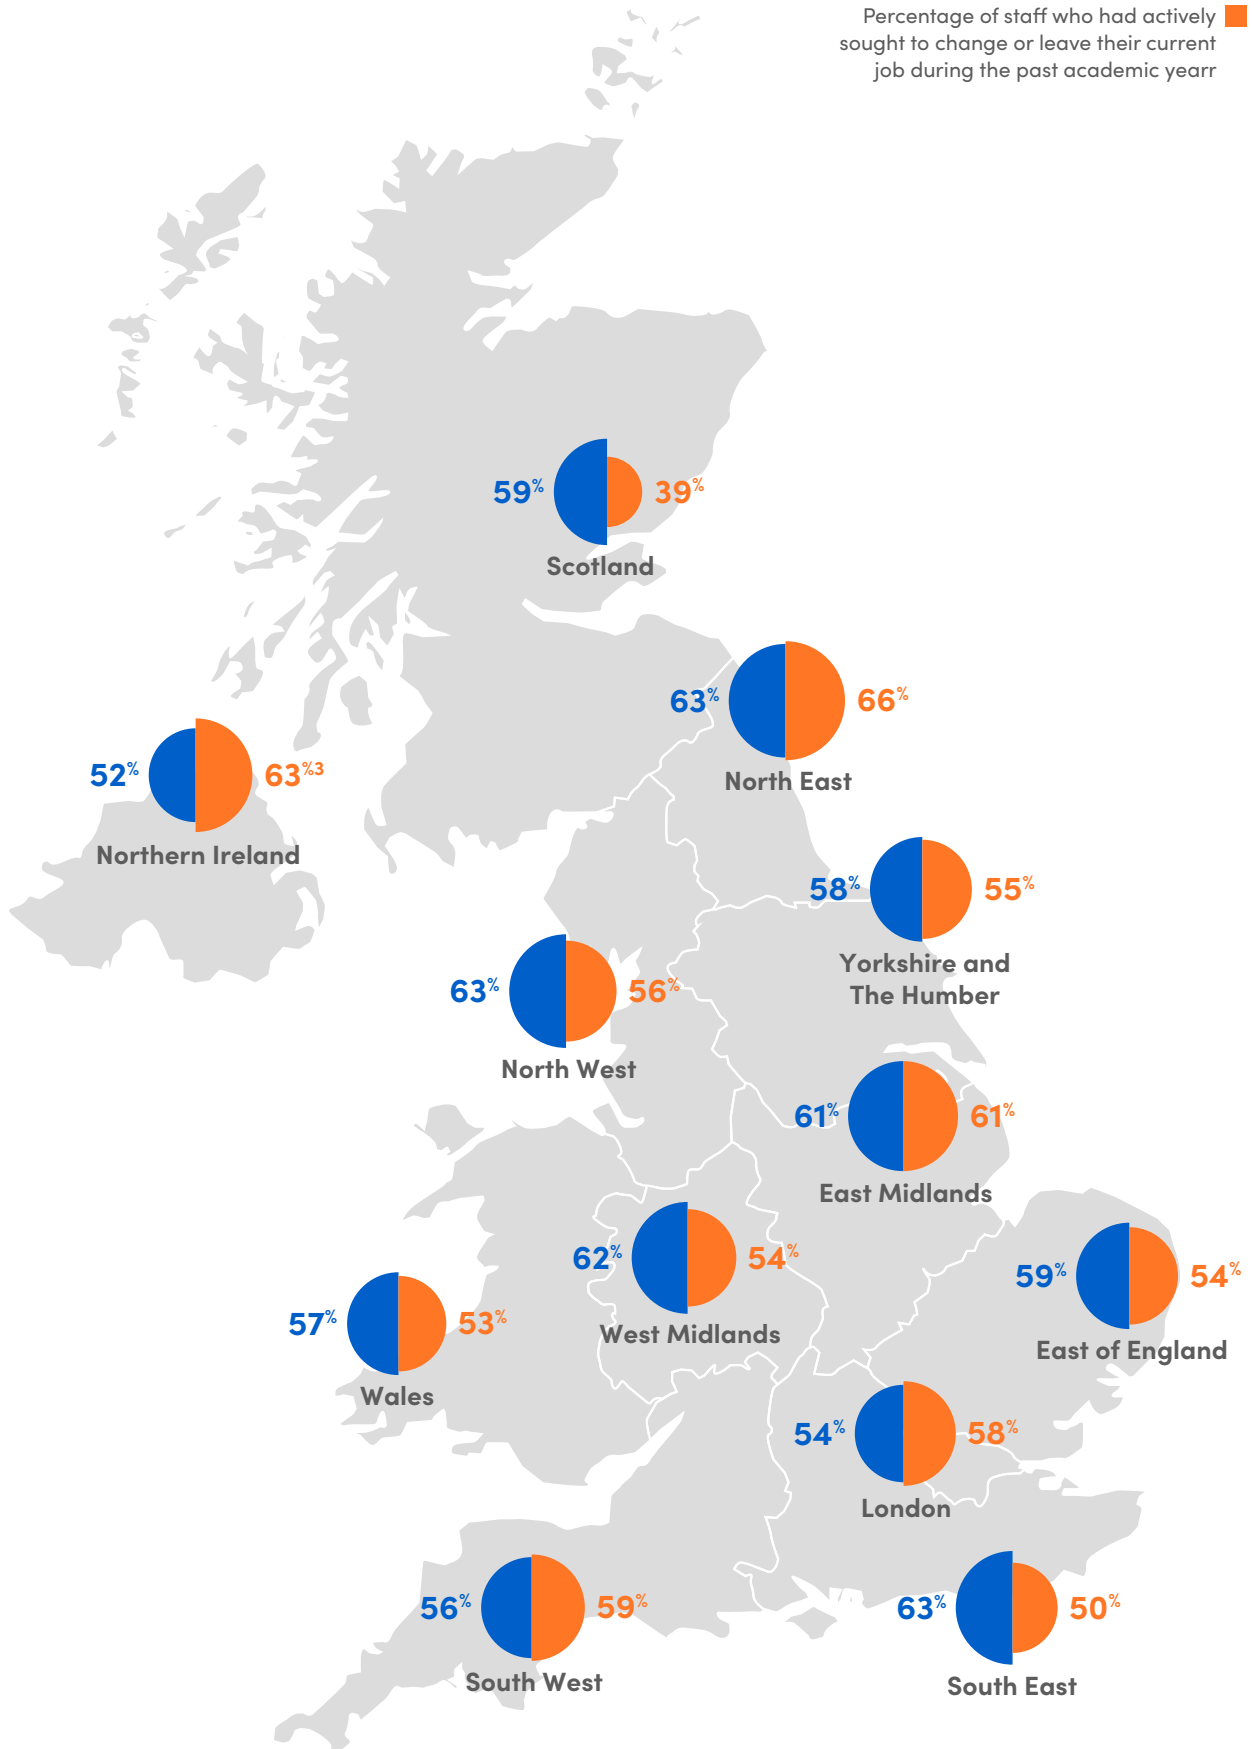 Percentage of staff who had actively
sought to change or leave their current
job during the past academic yearr
59% 39%
Scotland
63% 66%
North East
52% 63%3
Northern Ireland
58% 55%
Yorkshire and
The Humber
63% 56%
North West
61% 61%
East Midlands
62% 54%
West Midlands
59% 54%
East of England
57% 53%
Wales
54% 58%
London
56% 59%
South West
63% 50%
South East